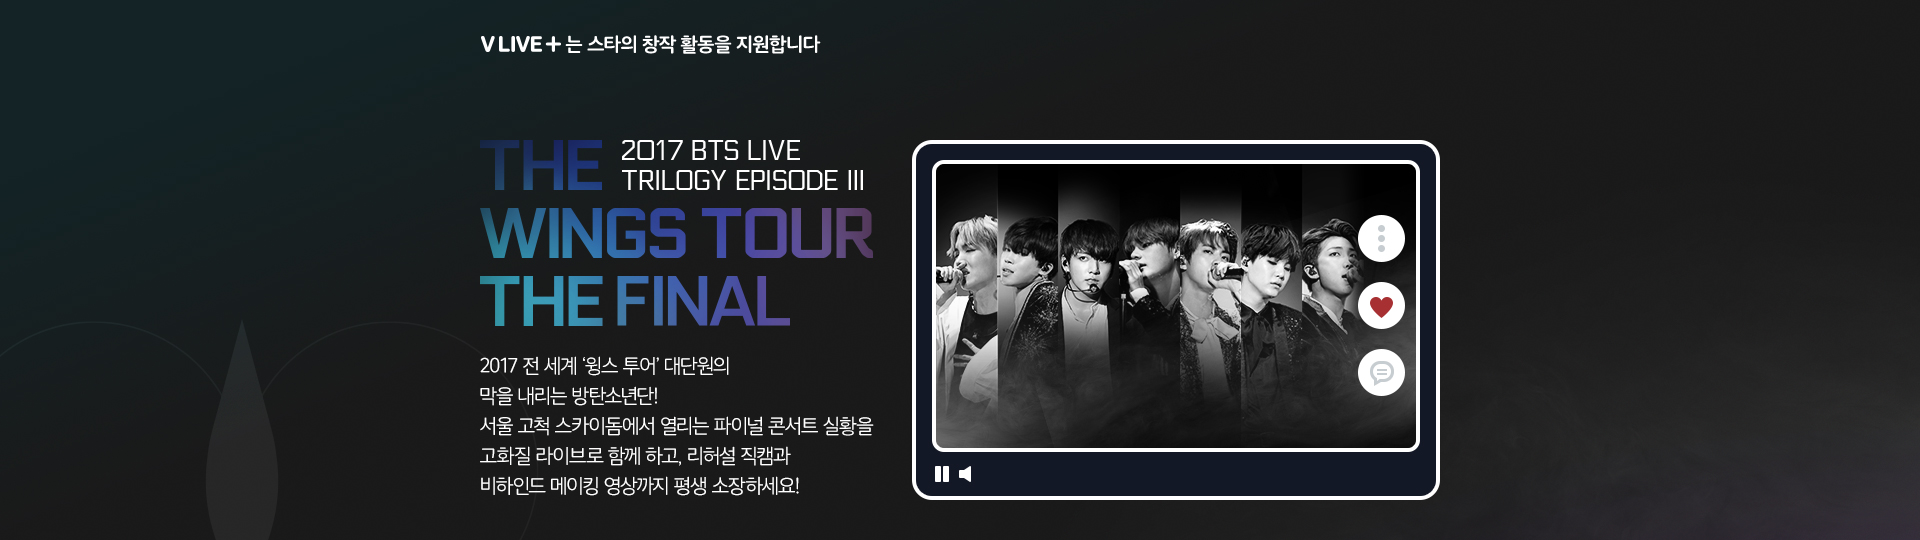 V LIVE+ 는 스타의 창작 활동을 지원합니다
THE
2017 BTS LIVE
TRILOGY EPISODE III
WINGS TOUR
THE FINAL
2017 전 세계 ‘윙스 투어’ 대단원의
막을 내리는 방탄소년단!
서울 고척 스카이돔에서 열리는 파이널 콘서트 실황을
고화질 라이브로 함께 하고, 리허설 직캠과
비하인드 메이킹 영상까지 평생 소장하세요!